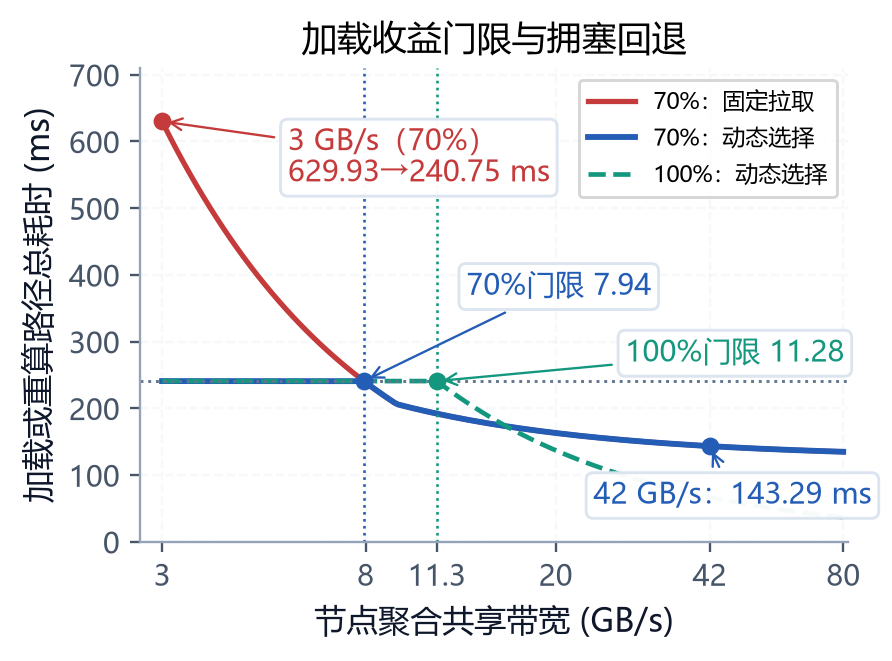 加载收益门限与拥塞回退
加载或重算路径总耗时 (ms)
700
600
500
400
300
200
100
0
70%：固定拉取
70%：动态选择
100%：动态选择
3 GB/s（70%）
629.93→240.75 ms
70%门限 7.94
100%门限 11.28
42 GB/s：143.29 ms
3
8
11.3
20
42
80
节点聚合共享带宽 (GB/s)